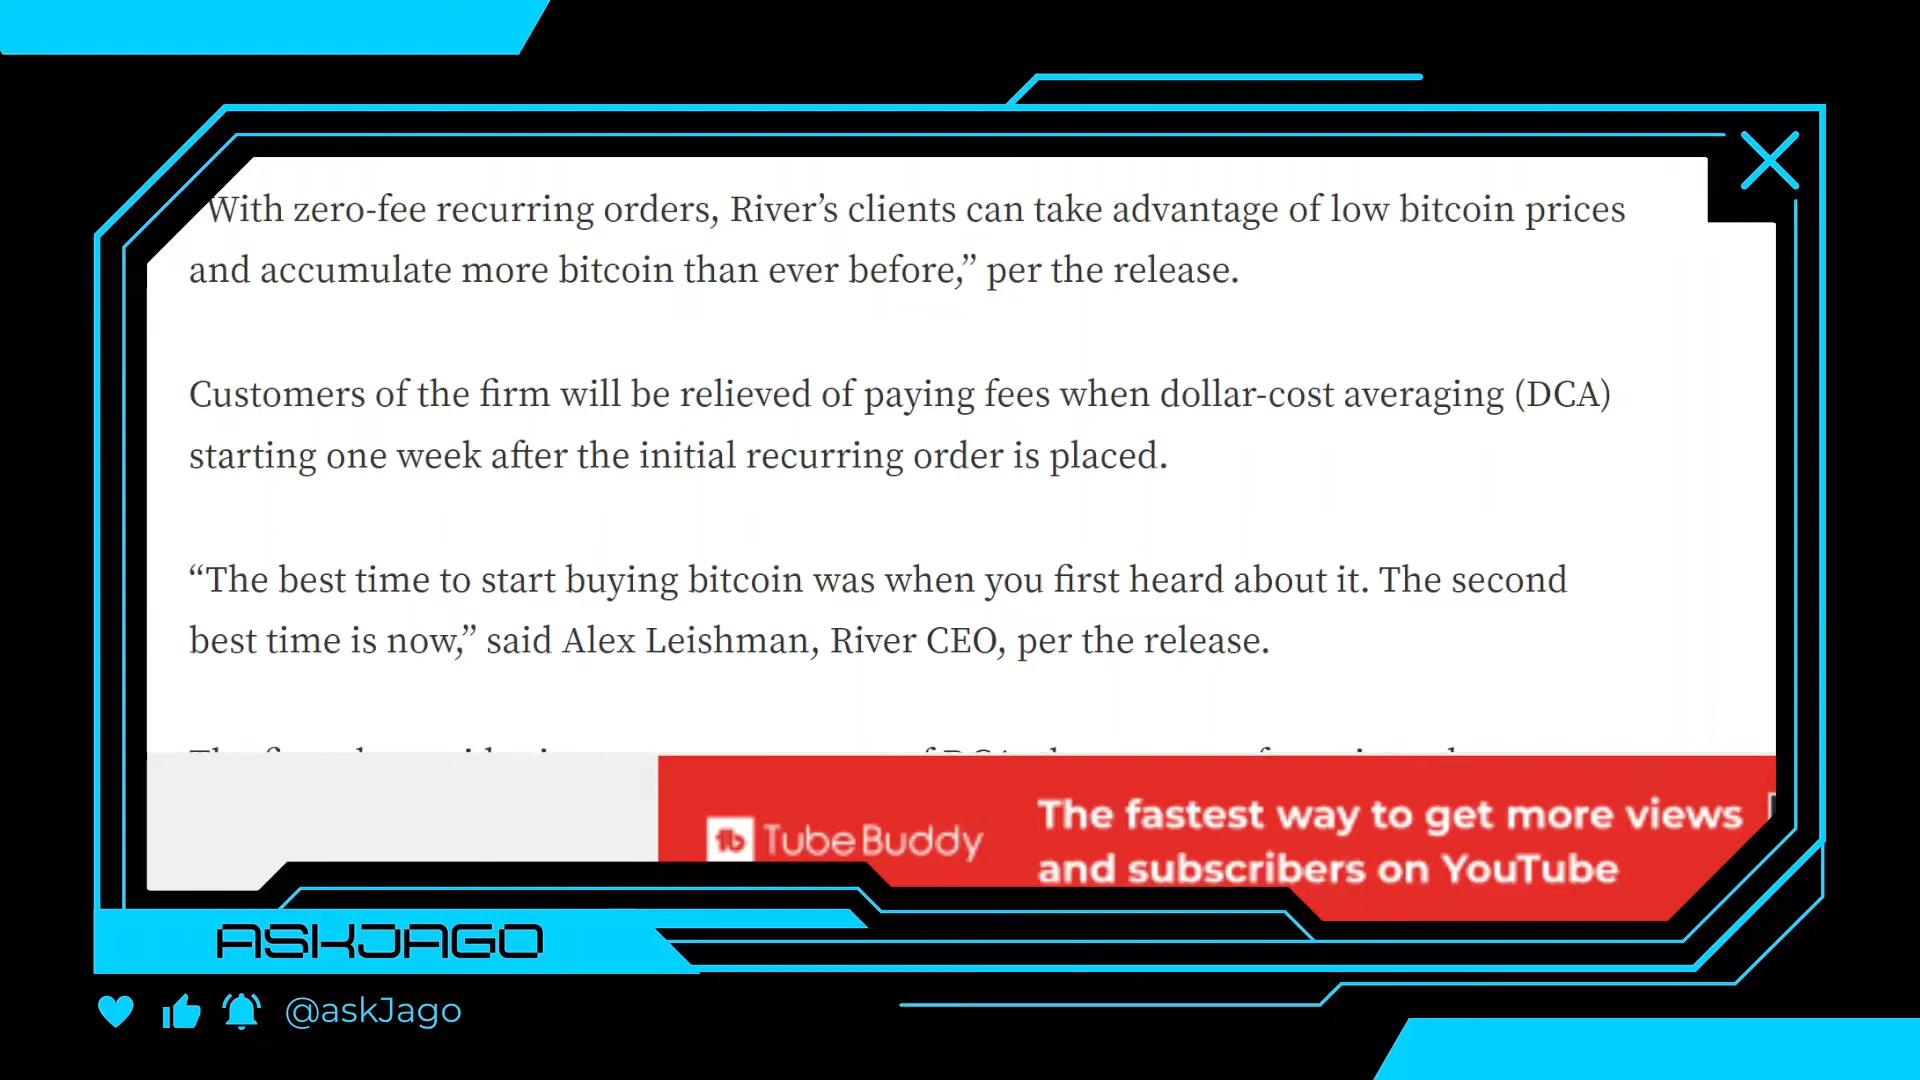 With zero-fee recurring orders, River’s clients can take advantage of low bitcoin prices
and accumulate more bitcoin than ever before,” per the release.
Customers of the firm will be relieved of paying fees when dollar-cost averaging (DCA)
starting one week after the initial recurring order is placed.
“The best time to start buying bitcoin was when you first heard about it. The second
best time is now,” said Alex Leishman, River CEO, per the release.
tb TubeBuddy
The fastest way to get more views
and subscribers on YouTube
ASKJAGO
@askJago